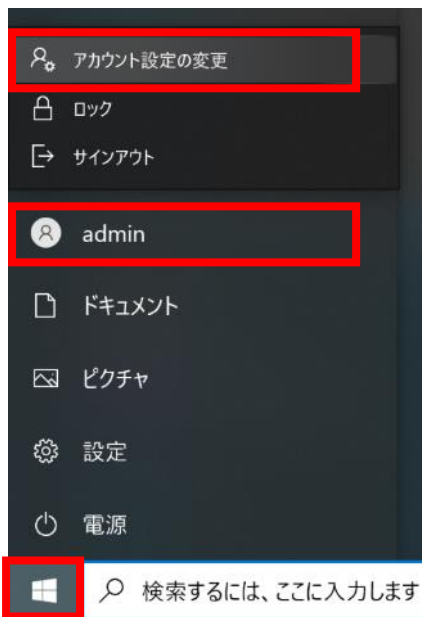 アカウント設定の変更
ロック
サインアウト
admin
ドキュメント
ピクチャ
設定
電源
検索するには、ここに入力します